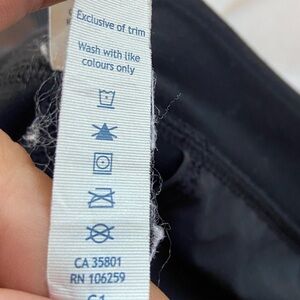 Exclusive of trim
Wash with like
colours only
CA 35801
RN 106259